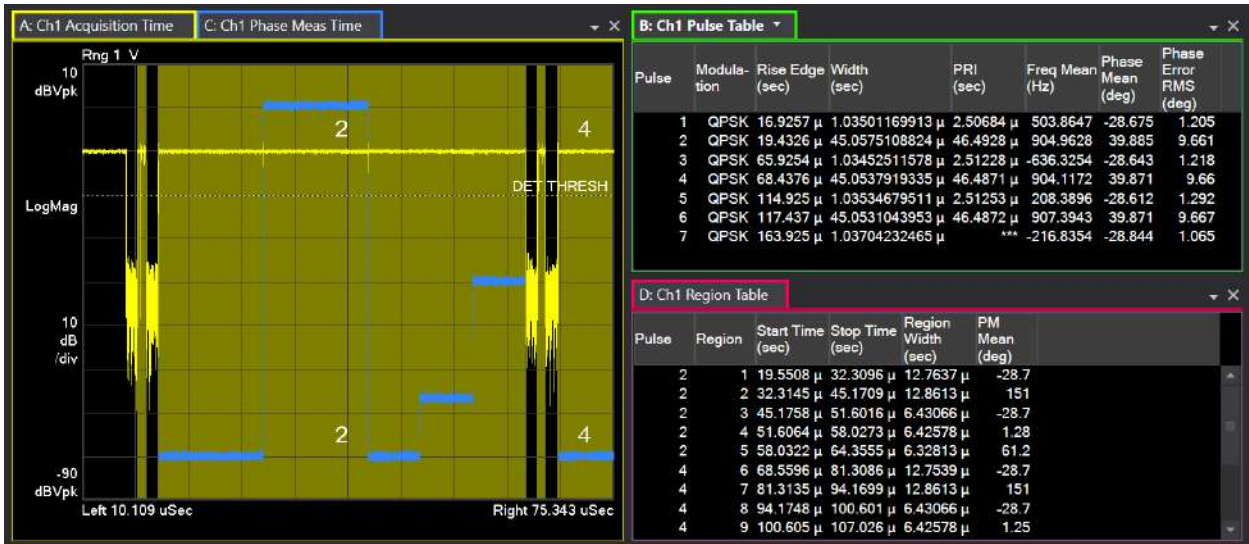 A: Ch1 Acquisition Time C: Ch1 Phase Meas Time
Rng 1 V
10
dBVpk
2
4
DET THRESH
LogMag
10
dB
/div
2
4
-90
dBVpk
Left 10.109 uSec Right 75.343 uSec
B: Ch1 Pulse Table
Pulse Modula-tion Rise Edge (sec) Width (sec) PRI (sec) Freq Mean (Hz) Phase Mean (deg) Phase Error RMS (deg)
1 QPSK 16.9257 μ 1.03501169913 μ 2.50684 μ 503.8647 -28.675 1.205
2 QPSK 19.4326 μ 45.0575108824 μ 46.4928 μ 904.9628 39.885 9.661
3 QPSK 65.9254 μ 1.03452511578 μ 2.51228 μ -636.3254 -28.643 1.218
4 QPSK 68.4376 μ 45.0537919335 μ 46.4871 μ 904.1172 39.871 9.66
5 QPSK 114.925 μ 1.03534679511 μ 2.51253 μ 208.3896 -28.612 1.292
6 QPSK 117.437 μ 45.0531043953 μ 46.4872 μ 907.3943 39.871 9.667
7 QPSK 163.925 μ 1.03704232465 μ *** -216.8354 -28.844 1.065
D: Ch1 Region Table
Pulse Region Start Time (sec) Stop Time (sec) Region Width (sec) PM Mean (deg)
2 1 19.5508 μ 32.3096 μ 12.7637 μ -28.7
2 2 32.3145 μ 45.1709 μ 12.8613 μ 151
2 3 45.1758 μ 51.6016 μ 6.43066 μ -28.7
2 4 51.6064 μ 58.0273 μ 6.42578 μ 1.28
2 5 58.0322 μ 64.3555 μ 6.32813 μ 61.2
4 6 68.5596 μ 81.3086 μ 12.7539 μ -28.7
4 7 81.3135 μ 94.1699 μ 12.8613 μ 151
4 8 94.1748 μ 100.601 μ 6.43066 μ -28.7
4 9 100.605 μ 107.026 μ 6.42578 μ 1.25